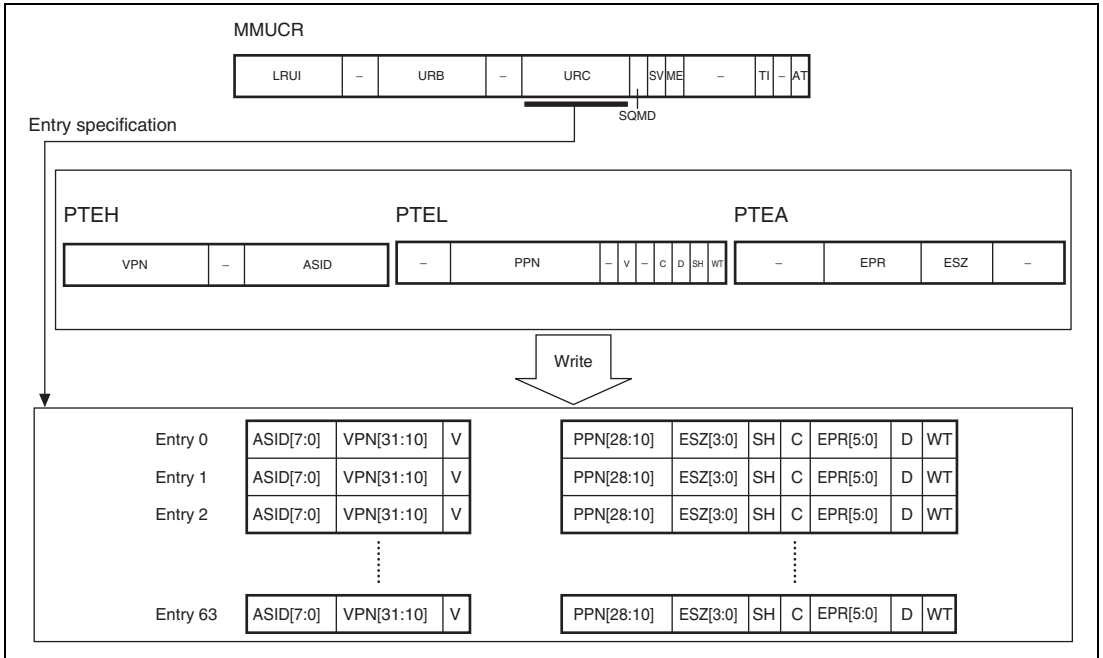 MMUCR
LRUI – URB – URC SV ME – TI – AT
SQMD
Entry specification
PTEH PTEL PTEA
VPN – ASID – PPN – V – C D SH WT – EPR ESZ –
Write
Entry 0 ASID[7:0] VPN[31:10] V PPN[28:10] ESZ[3:0] SH C EPR[5:0] D WT
Entry 1 ASID[7:0] VPN[31:10] V PPN[28:10] ESZ[3:0] SH C EPR[5:0] D WT
Entry 2 ASID[7:0] VPN[31:10] V PPN[28:10] ESZ[3:0] SH C EPR[5:0] D WT
Entry 63 ASID[7:0] VPN[31:10] V PPN[28:10] ESZ[3:0] SH C EPR[5:0] D WT